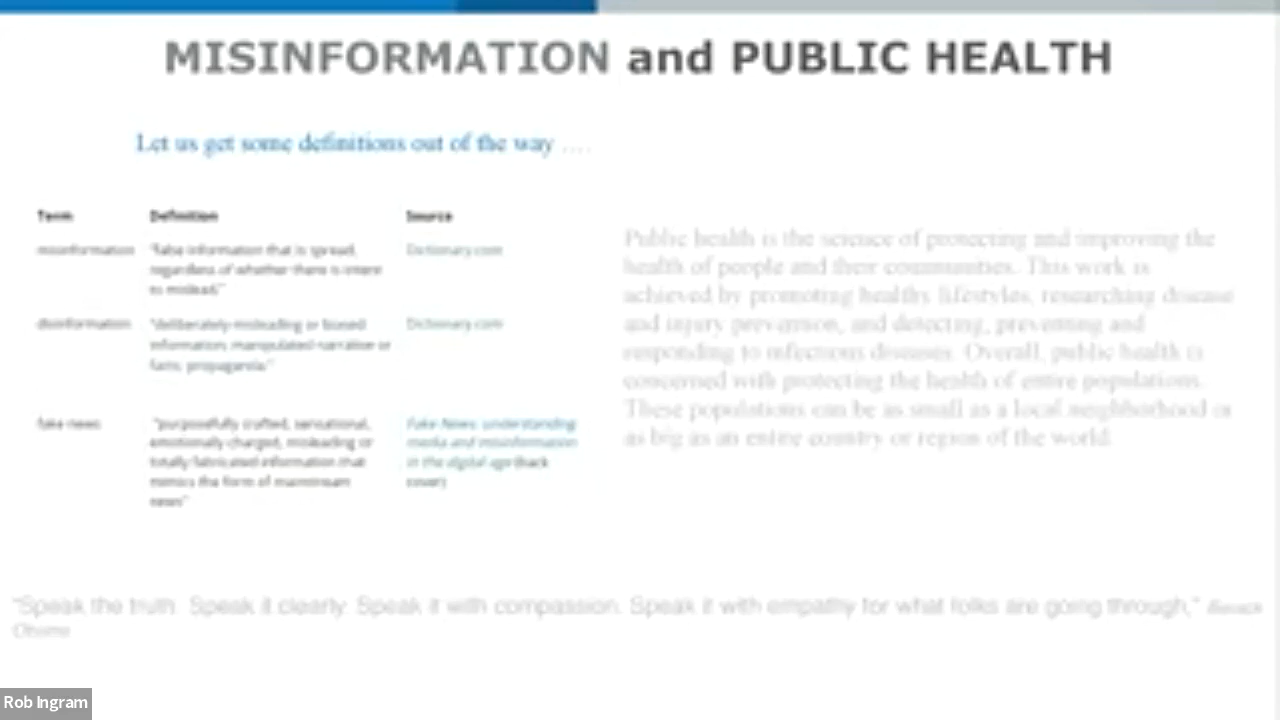 MISINFORMATION and PUBLIC HEALTH
Let us get some definitions out of the way ....
Term Definition Source
misinformation "false information that is spread, Dictionary.com
regardless of whether there is intent
to mislead."
disinformation "deliberately misleading or biased Dictionary.com
information; manipulated narrative or
facts; propaganda."
fake news "purposefully crafted, sensational, Fake News: understanding
emotionally charged, misleading or media and misinformation
totally fabricated information that in the digital age (back
mimics the form of mainstream cover)
news"
Public health is the science of protecting and improving the
health of people and their communities. This work is
achieved by promoting healthy lifestyles, researching disease
and injury prevention, and detecting, preventing and
responding to infectious diseases. Overall, public health is
concerned with protecting the health of entire populations.
These populations can be as small as a local neighborhood or
as big as an entire country or region of the world.
"Speak the truth. Speak it clearly. Speak it with compassion. Speak it with empathy for what folks are going through," Barack
Obama
Rob Ingram